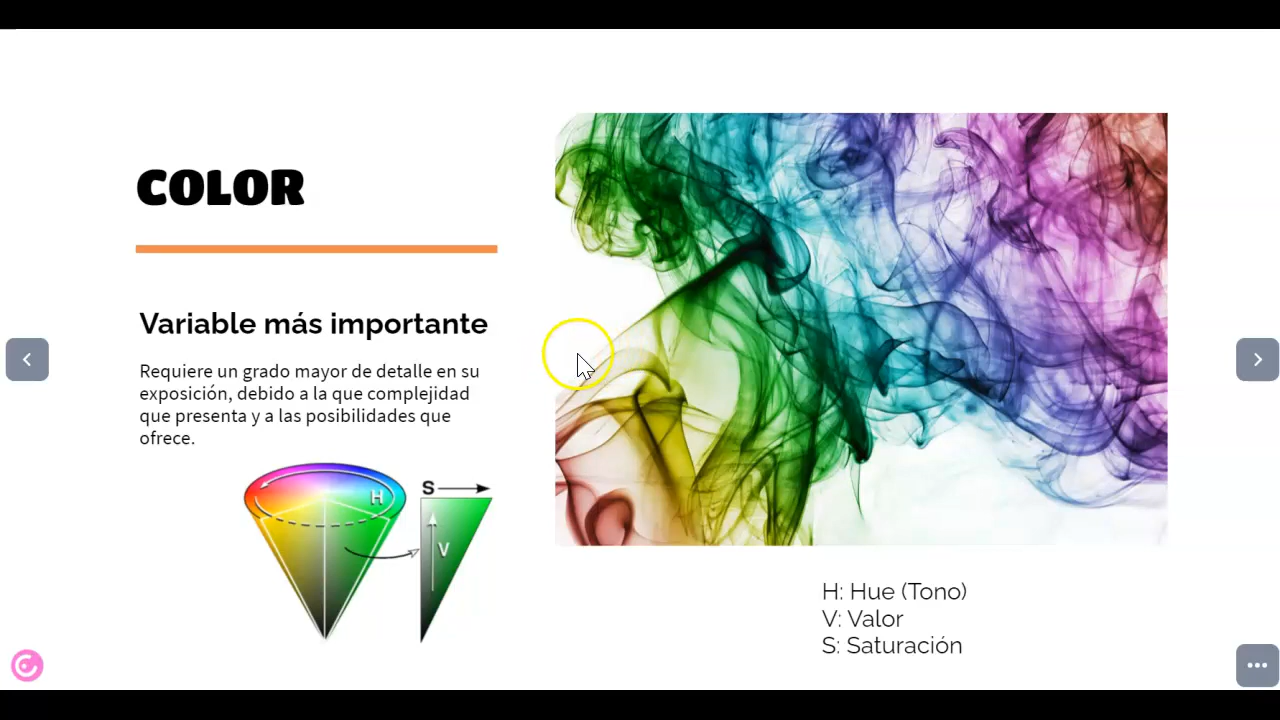 COLOR
Variable más importante
Requiere un grado mayor de detalle en su
exposición, debido a la que complejidad
que presenta y a las posibilidades que
ofrece.
H
S
V
H: Hue (Tono)
V: Valor
S: Saturación